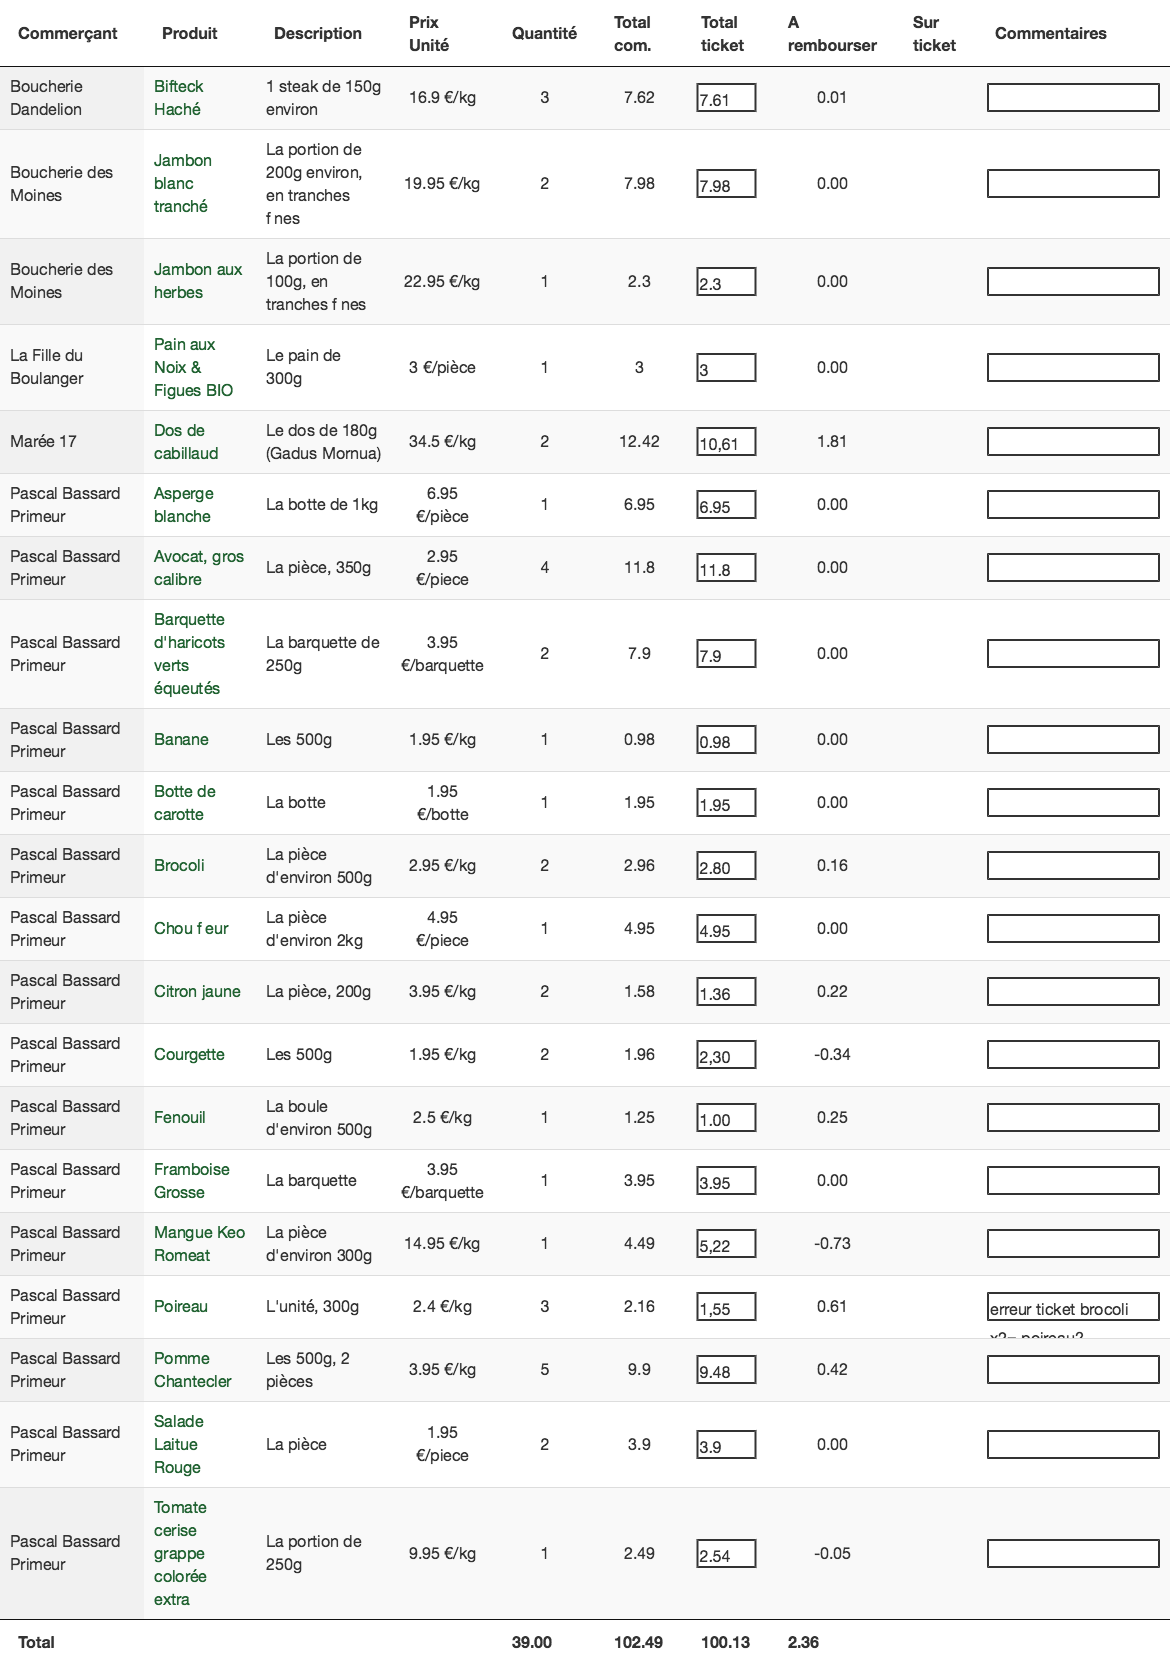 Commerçant Produit Description Prix Unité Quantité Total com. Total ticket A rembourser Sur ticket Commentaires
Boucherie Dandelion Bifteck Haché 1 steak de 150g environ 16.9 €/kg 3 7.62 7.61 0.01
Boucherie des Moines Jambon blanc tranché La portion de 200g environ, en tranches f nes 19.95 €/kg 2 7.98 7.98 0.00
Boucherie des Moines Jambon aux herbes La portion de 100g, en tranches f nes 22.95 €/kg 1 2.3 2.3 0.00
La Fille du Boulanger Pain aux Noix & Figues BIO Le pain de 300g 3 €/pièce 1 3 3 0.00
Marée 17 Dos de cabillaud Le dos de 180g (Gadus Mornua) 34.5 €/kg 2 12.42 10,61 1.81
Pascal Bassard Primeur Asperge blanche La botte de 1kg 6.95 €/pièce 1 6.95 6.95 0.00
Pascal Bassard Primeur Avocat, gros calibre La pièce, 350g 2.95 €/piece 4 11.8 11.8 0.00
Pascal Bassard Primeur Barquette d'haricots verts équeutés La barquette de 250g 3.95 €/barquette 2 7.9 7.9 0.00
Pascal Bassard Primeur Banane Les 500g 1.95 €/kg 1 0.98 0.98 0.00
Pascal Bassard Primeur Botte de carotte La botte 1.95 €/botte 1 1.95 1.95 0.00
Pascal Bassard Primeur Brocoli La pièce d'environ 500g 2.95 €/kg 2 2.96 2.80 0.16
Pascal Bassard Primeur Chou f eur La pièce d'environ 2kg 4.95 €/piece 1 4.95 4.95 0.00
Pascal Bassard Primeur Citron jaune La pièce, 200g 3.95 €/kg 2 1.58 1.36 0.22
Pascal Bassard Primeur Courgette Les 500g 1.95 €/kg 2 1.96 2,30 -0.34
Pascal Bassard Primeur Fenouil La boule d'environ 500g 2.5 €/kg 1 1.25 1.00 0.25
Pascal Bassard Primeur Framboise Grosse La barquette 3.95 €/barquette 1 3.95 3.95 0.00
Pascal Bassard Primeur Mangue Keo Romeat La pièce d'environ 300g 14.95 €/kg 1 4.49 5,22 -0.73
Pascal Bassard Primeur Poireau L'unité, 300g 2.4 €/kg 3 2.16 1,55 0.61 erreur ticket brocoli x2= poireau?
Pascal Bassard Primeur Pomme Chantecler Les 500g, 2 pièces 3.95 €/kg 5 9.9 9.48 0.42
Pascal Bassard Primeur Salade Laitue Rouge La pièce 1.95 €/piece 2 3.9 3.9 0.00
Pascal Bassard Primeur Tomate cerise grappe colorée extra La portion de 250g 9.95 €/kg 1 2.49 2.54 -0.05
Total 39.00 102.49 100.13 2.36